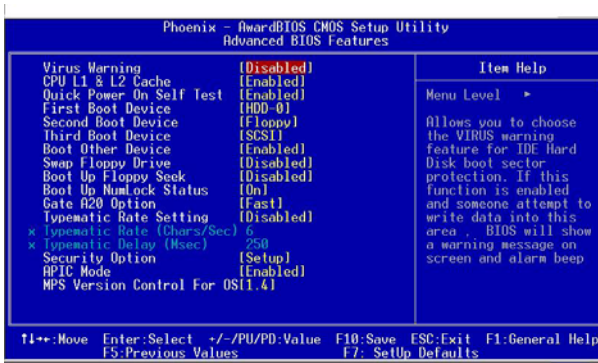 Phoenix - AwardBIOS CMOS Setup Utility
Advanced BIOS Features
Virus Warning [Disabled]
CPU L1 & L2 Cache [Enabled]
Quick Power On Self Test [Enabled]
First Boot Device [HDD-0]
Second Boot Device [Floppy]
Third Boot Device [SCSI]
Boot Other Device [Enabled]
Swap Floppy Drive [Disabled]
Boot Up Floppy Seek [Disabled]
Boot Up NumLock Status [On]
Gate A20 Option [Fast]
Typematic Rate Setting [Disabled]
x Typematic Rate (Chars/Sec) 6
x Typematic Delay (Msec) 250
Security Option [Setup]
APIC Mode [Enabled]
MPS Version Control For OS[1.4]
Item Help
Menu Level ►
Allows you to choose
the VIRUS warning
feature for IDE Hard
Disk boot sector
protection. If this
function is enabled
and someone attempt to
write data into this
area , BIOS will show
a warning message on
screen and alarm beep
↑↓→←:Move Enter:Select +/-/PU/PD:Value F10:Save ESC:Exit F1:General Help
F5:Previous Values F7: SetUp Defaults